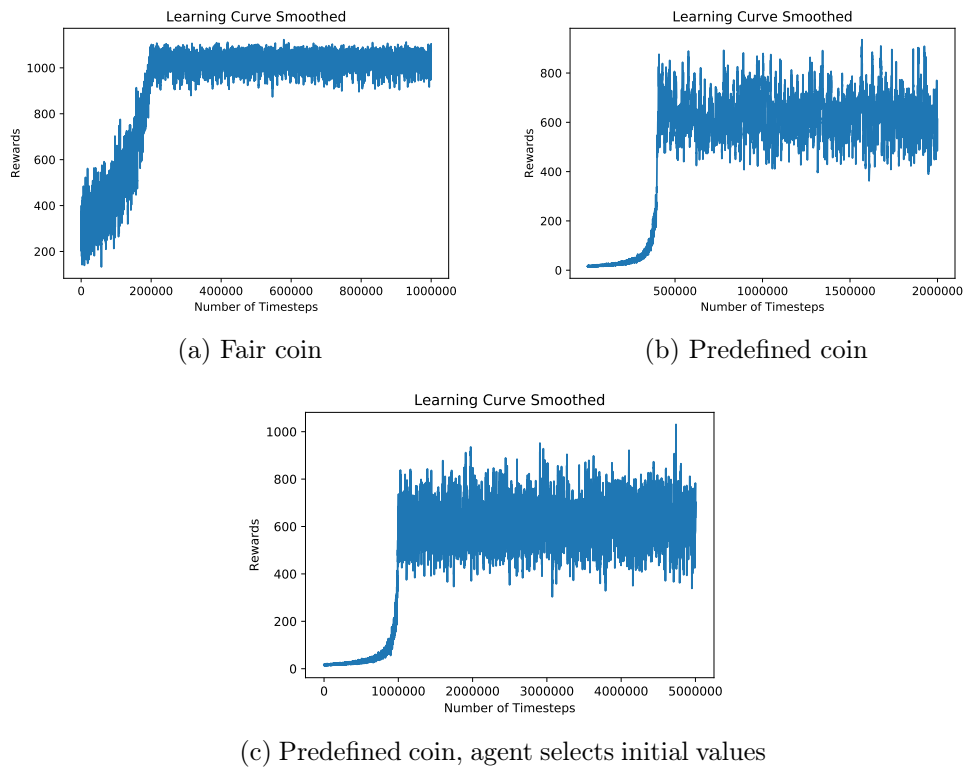 Learning Curve Smoothed
Rewards
1000
800
600
400
200
0 200000 400000 600000 800000 1000000
Number of Timesteps
(a) Fair coin
Learning Curve Smoothed
Rewards
800
600
400
200
0
500000 1000000 1500000 2000000
Number of Timesteps
(b) Predefined coin
Learning Curve Smoothed
Rewards
1000
800
600
400
200
0
0 1000000 2000000 3000000 4000000 5000000
Number of Timesteps
(c) Predefined coin, agent selects initial values